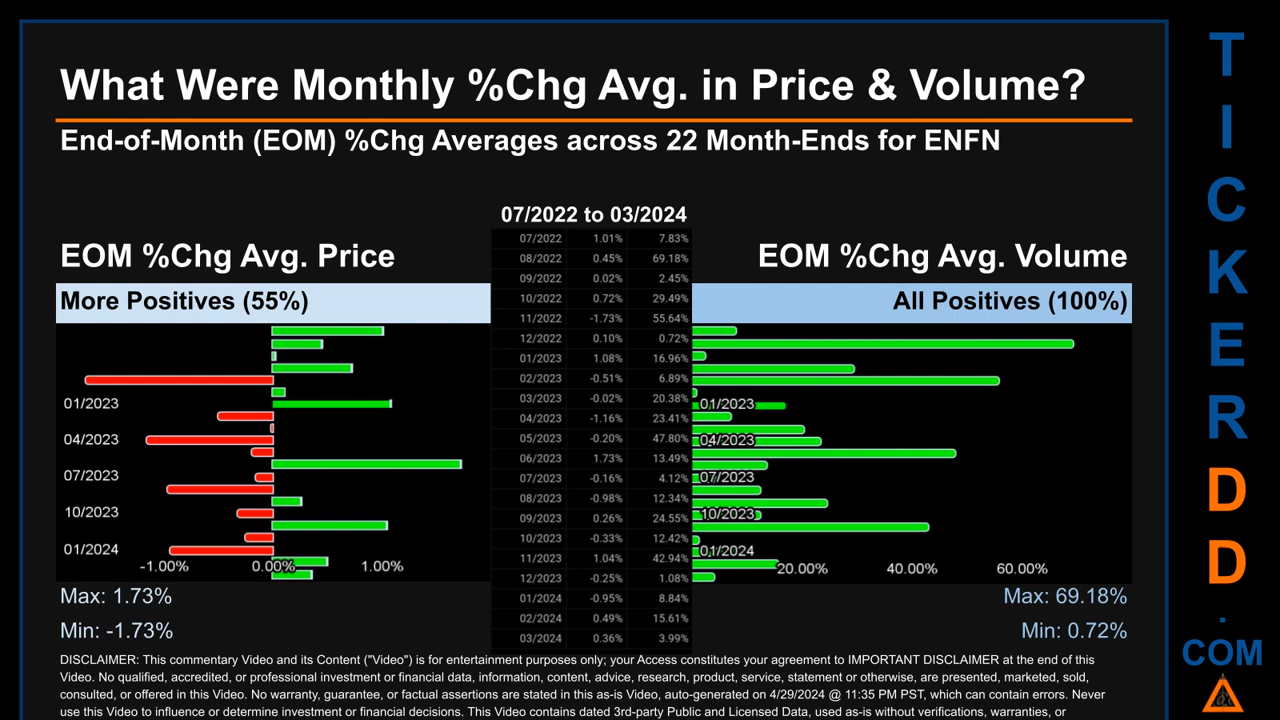 What Were Monthly %Chg Avg. in Price & Volume?
End-of-Month (EOM) %Chg Averages across 22 Month-Ends for ENFN
07/2022 to 03/2024
EOM %Chg Avg. Price
EOM %Chg Avg. Volume
More Positives (55%)
All Positives (100%)
07/2022 1.01% 7.83%
08/2022 0.45% 69.18%
09/2022 0.02% 2.45%
10/2022 0.72% 29.49%
11/2022 -1.73% 55.64%
12/2022 0.10% 0.72%
01/2023 1.08% 16.96%
02/2023 -0.51% 6.89%
03/2023 -0.02% 20.38%
04/2023 -1.16% 23.41%
05/2023 -0.20% 47.80%
06/2023 1.73% 13.49%
07/2023 -0.16% 4.12%
08/2023 -0.98% 12.34%
09/2023 0.26% 24.55%
10/2023 -0.33% 12.42%
11/2023 1.04% 42.94%
12/2023 -0.25% 1.08%
01/2024 -0.95% 8.84%
02/2024 0.49% 15.61%
03/2024 0.36% 3.99%
01/2023
04/2023
07/2023
10/2023
01/2024
-1.00% 0.00% 1.00%
01/2023
04/2023
07/2023
10/2023
01/2024
20.00% 40.00% 60.00%
Max: 1.73%
Min: -1.73%
Max: 69.18%
Min: 0.72%
DISCLAIMER: This commentary Video and its Content ("Video") is for entertainment purposes only; your Access constitutes your agreement to IMPORTANT DISCLAIMER at the end of this
Video. No qualified, accredited, or professional investment or financial data, information, content, advice, research, product, service, statement or otherwise, are presented, marketed, sold,
consulted, or offered in this Video. No warranty, guarantee, or factual assertions are stated in this as-is Video, auto-generated on 4/29/2024 @ 11:35 PM PST, which can contain errors. Never
use this Video to influence or determine investment or financial decisions. This Video contains dated 3rd-party Public and Licensed Data, used as-is without verifications, warranties, or
T
I
C
K
E
R
D
D
.
COM